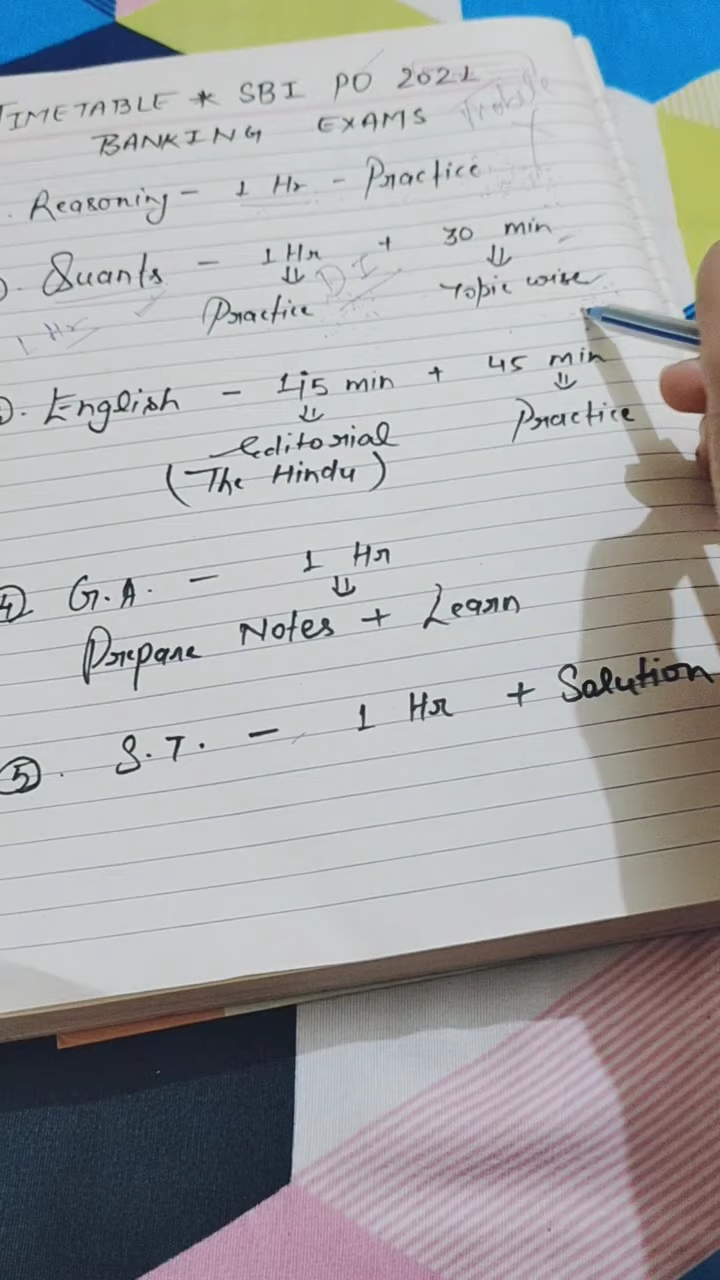 TIMETABLE * SBI PO 2021
BANKING EXAMS
. Reasoning - 1 Hr - Practice
). Quants - 1 Hr + 30 min
⇓ D.I ⇓
1 Hr Practice Topic wise
). English - 15 min + 45 min
⇓ ⇓
Editorial Practice
(The Hindu)
④ G.A. - 1 Hr
⇓
Prepare Notes + Learn
⑤. S.T. - 1 Hr + Solution